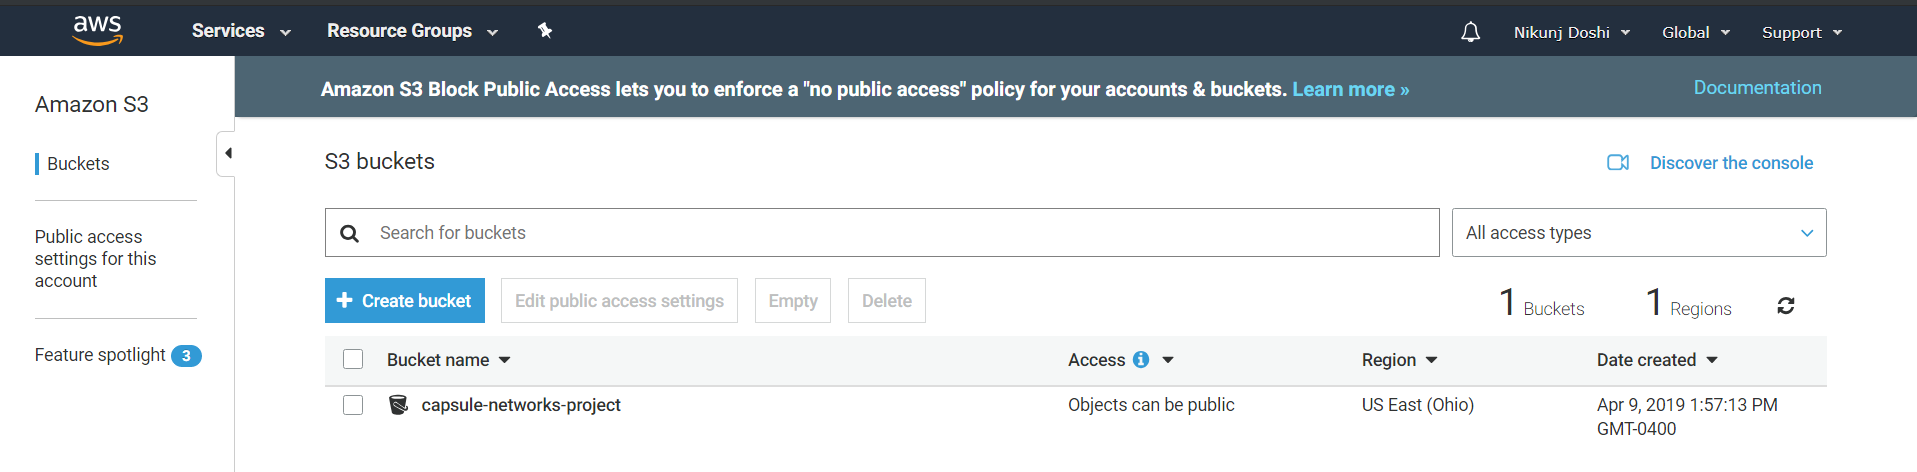 aws Services Resource Groups Nikunj Doshi Global Support
Amazon S3 Block Public Access lets you to enforce a "no public access" policy for your accounts & buckets. Learn more » Documentation
Amazon S3
Buckets
Public access
settings for this
account
Feature spotlight 3
S3 buckets Discover the console
Search for buckets All access types
+ Create bucket Edit public access settings Empty Delete 1 Buckets 1 Regions
Bucket name Access Region Date created
capsule-networks-project Objects can be public US East (Ohio) Apr 9, 2019 1:57:13 PM
GMT-0400